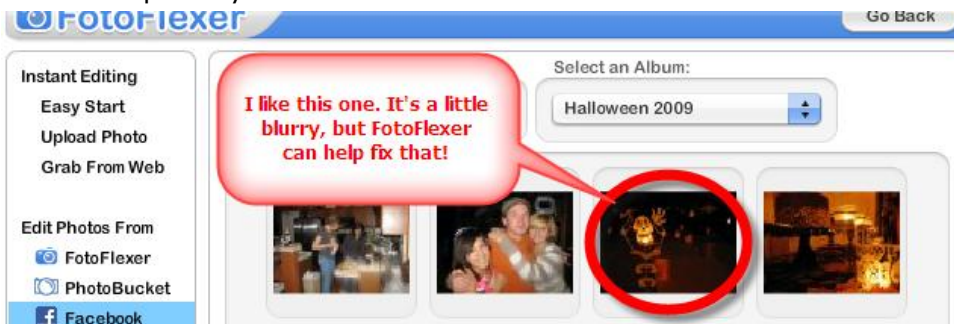 FotoFlexer
Go Back
Instant Editing
Easy Start
Upload Photo
Grab From Web
Edit Photos From
FotoFlexer
PhotoBucket
Facebook
Select an Album:
Halloween 2009
I like this one. It's a little
blurry, but FotoFlexer
can help fix that!